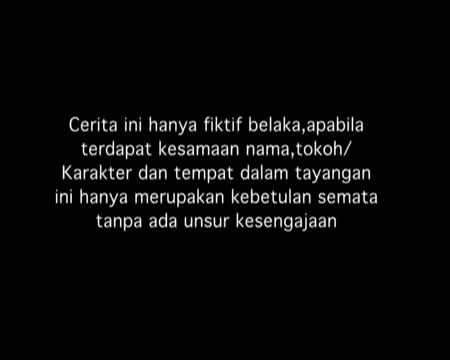 Cerita ini hanya fiktif belaka,apabila
terdapat kesamaan nama,tokoh/
Karakter dan tempat dalam tayangan
ini hanya merupakan kebetulan semata
tanpa ada unsur kesengajaan